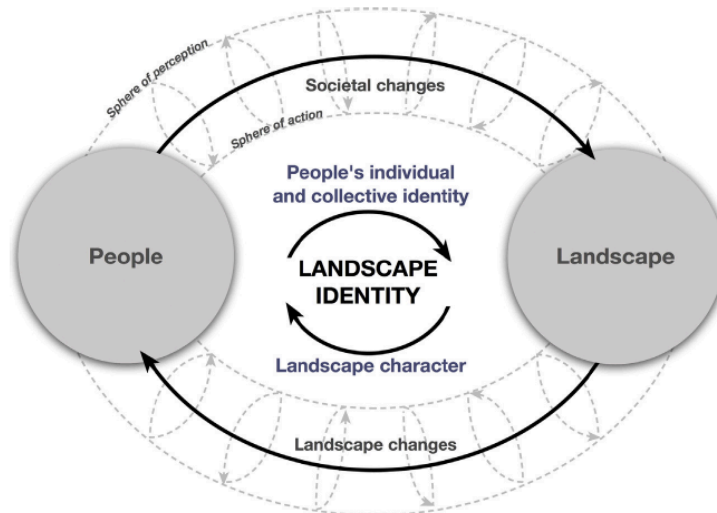 Sphere of perception
Societal changes
Sphere of action
People's individual
and collective identity
People
LANDSCAPE
IDENTITY
Landscape
Landscape character
Landscape changes